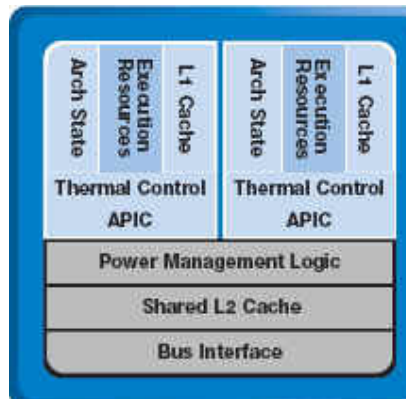 Arch State
Execution
Resources
L1 Cache
Thermal Control
APIC
Arch State
Execution
Resources
L1 Cache
Thermal Control
APIC
Power Management Logic
Shared L2 Cache
Bus Interface